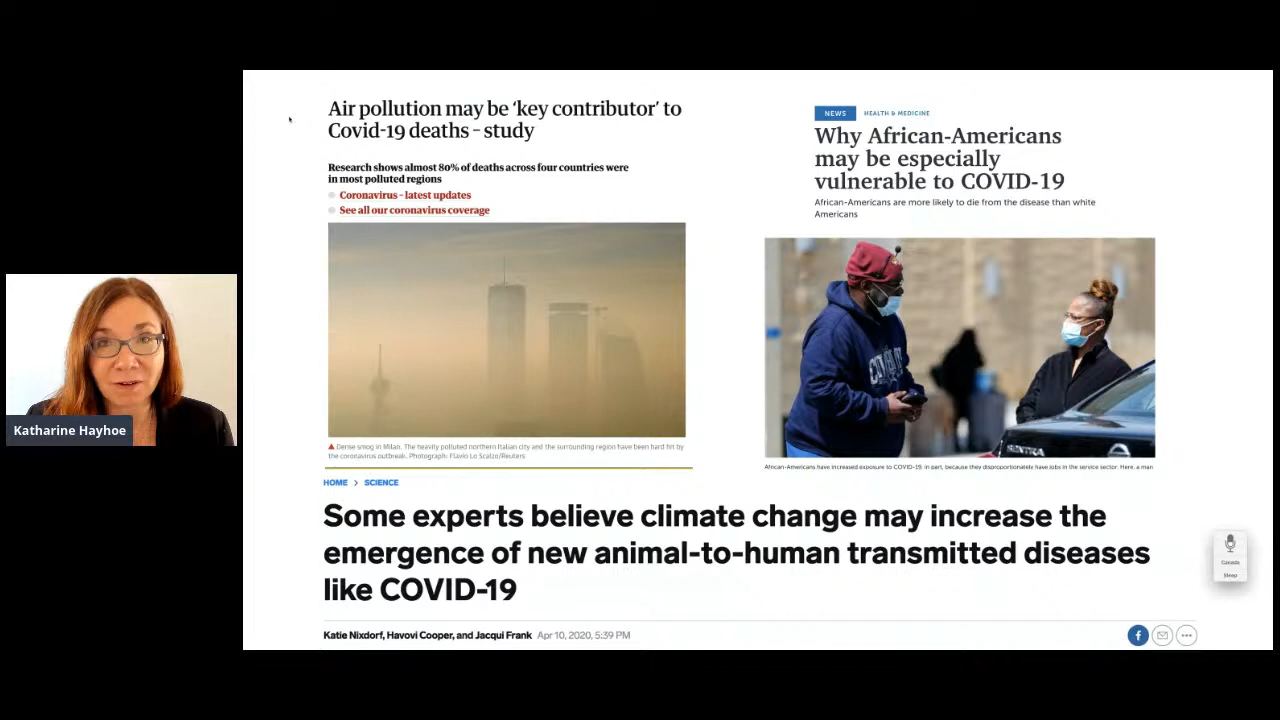 Air pollution may be ‘key contributor’ to
Covid-19 deaths – study
Research shows almost 80% of deaths across four countries were
in most polluted regions
Coronavirus – latest updates
See all our coronavirus coverage
Dense smog in Milan. The heavily polluted northern Italian city and the surrounding region have been hard hit by
the coronavirus outbreak. Photograph: Flavio Lo Scalzo/Reuters
NEWS HEALTH & MEDICINE
Why African-Americans
may be especially
vulnerable to COVID-19
African-Americans are more likely to die from the disease than white
Americans
African-Americans have increased exposure to COVID-19, in part, because they disproportionately have jobs in the service sector. Here, a man
Katharine Hayhoe
HOME > SCIENCE
Some experts believe climate change may increase the
emergence of new animal-to-human transmitted diseases
like COVID-19
Katie Nixdorf, Havovi Cooper, and Jacqui Frank Apr 10, 2020, 5:39 PM
Canada
Sleep